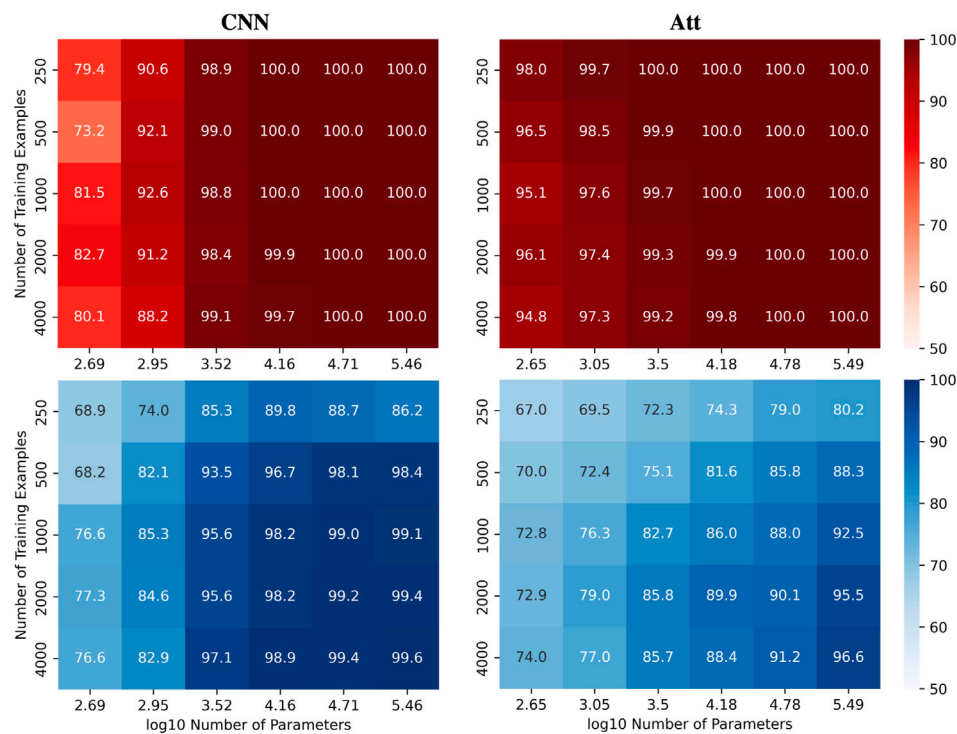 CNN Att
250 79.4 90.6 98.9 100.0 100.0 100.0 250 98.0 99.7 100.0 100.0 100.0 100.0 100
500 73.2 92.1 99.0 100.0 100.0 100.0 500 96.5 98.5 99.9 100.0 100.0 100.0 90
Number of Training Examples
1000 81.5 92.6 98.8 100.0 100.0 100.0 1000 95.1 97.6 99.7 100.0 100.0 100.0 80
2000 82.7 91.2 98.4 99.9 100.0 100.0 2000 96.1 97.4 99.3 99.9 100.0 100.0 70
4000 80.1 88.2 99.1 99.7 100.0 100.0 4000 94.8 97.3 99.2 99.8 100.0 100.0 60
50
2.69 2.95 3.52 4.16 4.71 5.46 2.65 3.05 3.5 4.18 4.78 5.49
250 68.9 74.0 85.3 89.8 88.7 86.2 250 67.0 69.5 72.3 74.3 79.0 80.2 100
500 68.2 82.1 93.5 96.7 98.1 98.4 500 70.0 72.4 75.1 81.6 85.8 88.3 90
Number of Training Examples
1000 76.6 85.3 95.6 98.2 99.0 99.1 1000 72.8 76.3 82.7 86.0 88.0 92.5 80
2000 77.3 84.6 95.6 98.2 99.2 99.4 2000 72.9 79.0 85.8 89.9 90.1 95.5 70
4000 76.6 82.9 97.1 98.9 99.4 99.6 4000 74.0 77.0 85.7 88.4 91.2 96.6 60
50
2.69 2.95 3.52 4.16 4.71 5.46 2.65 3.05 3.5 4.18 4.78 5.49
log10 Number of Parameters log10 Number of Parameters